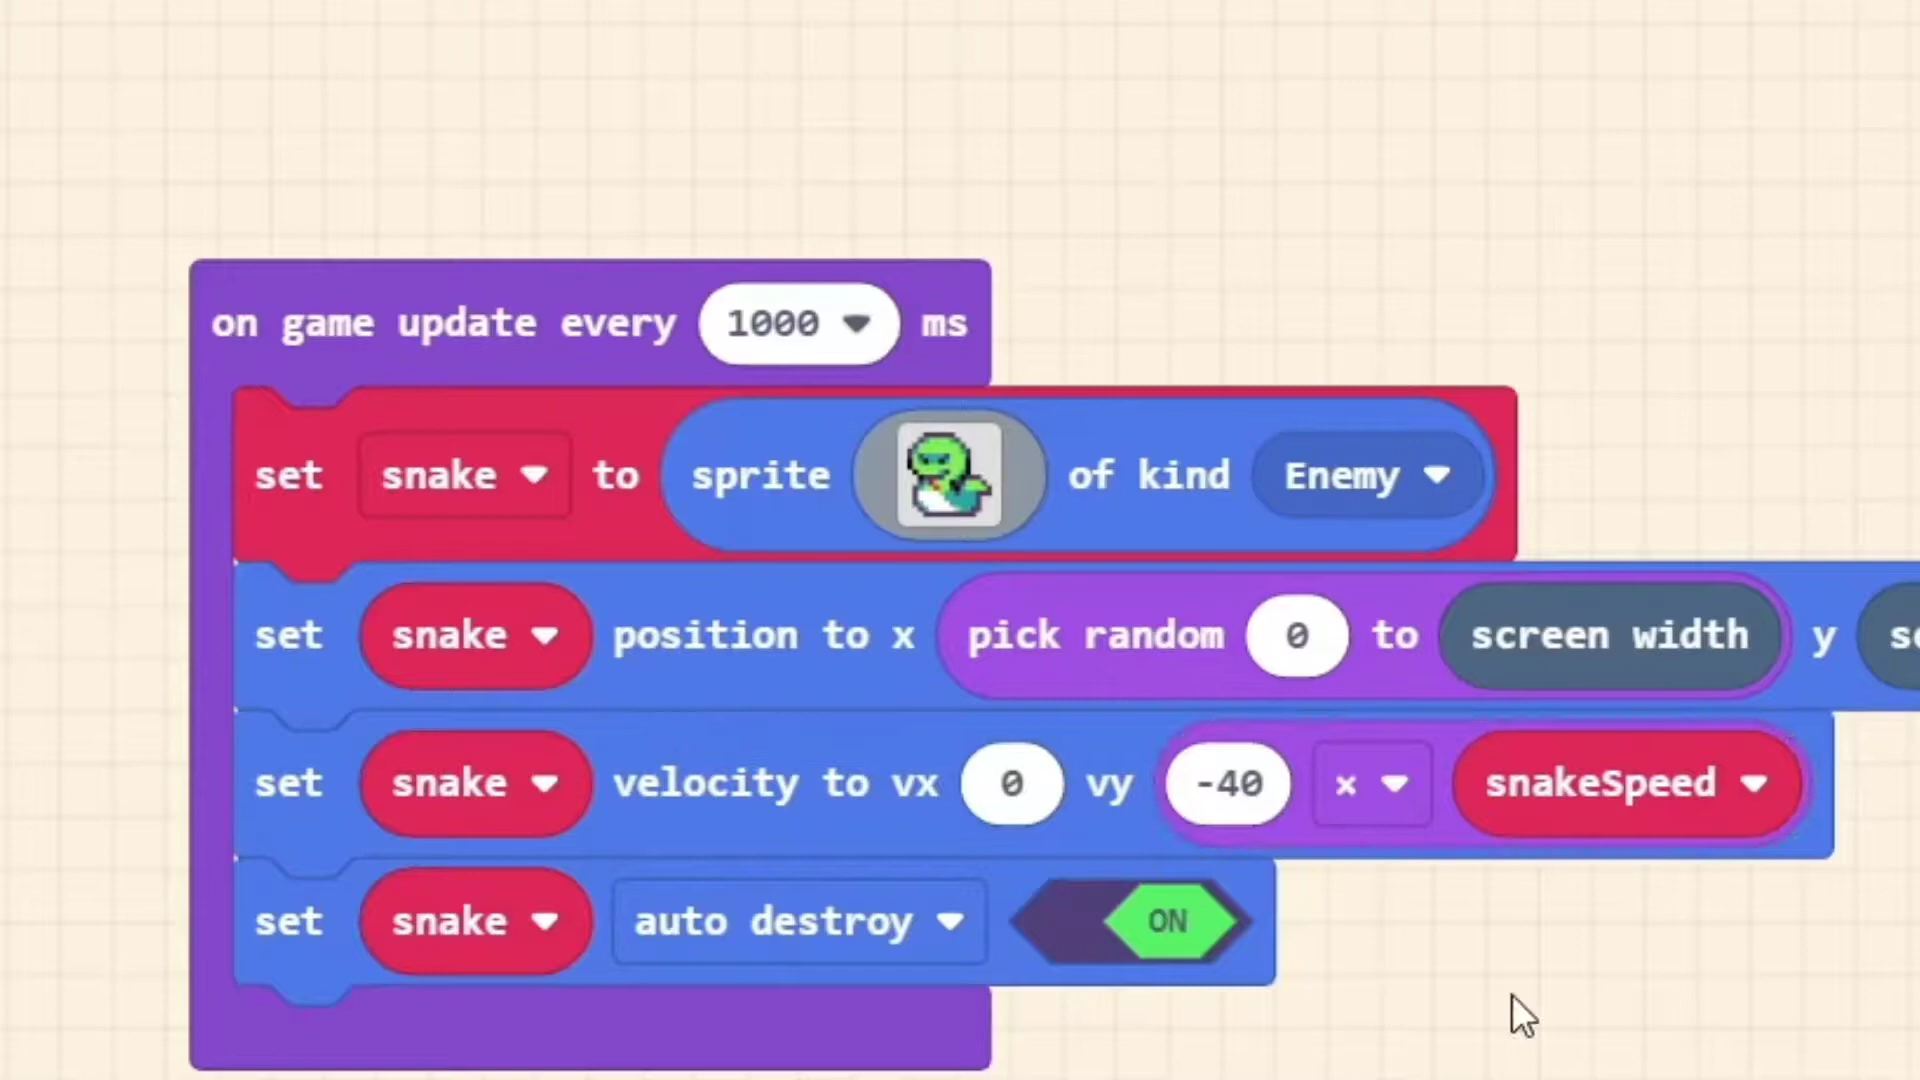 on game update every 1000 ms
set snake to sprite of kind Enemy
set snake position to x pick random 0 to screen width y
set snake velocity to vx 0 vy -40 × snakeSpeed
set snake auto destroy ON